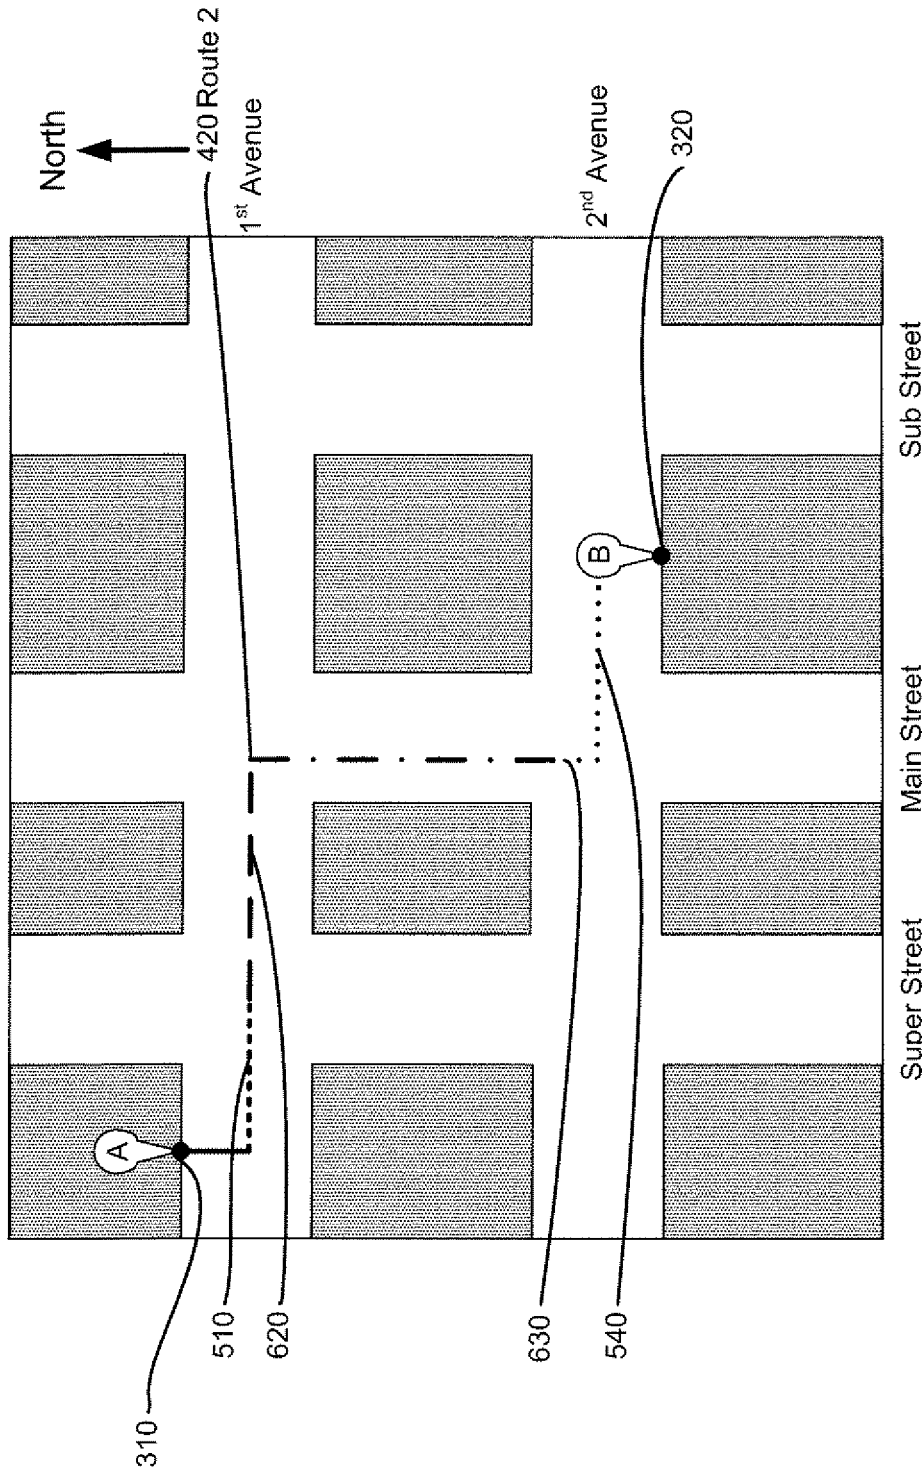 North
420 Route 2
1st Avenue
2nd Avenue
320
A
B
310
510
620
630
540
Super Street
Main Street
Sub Street